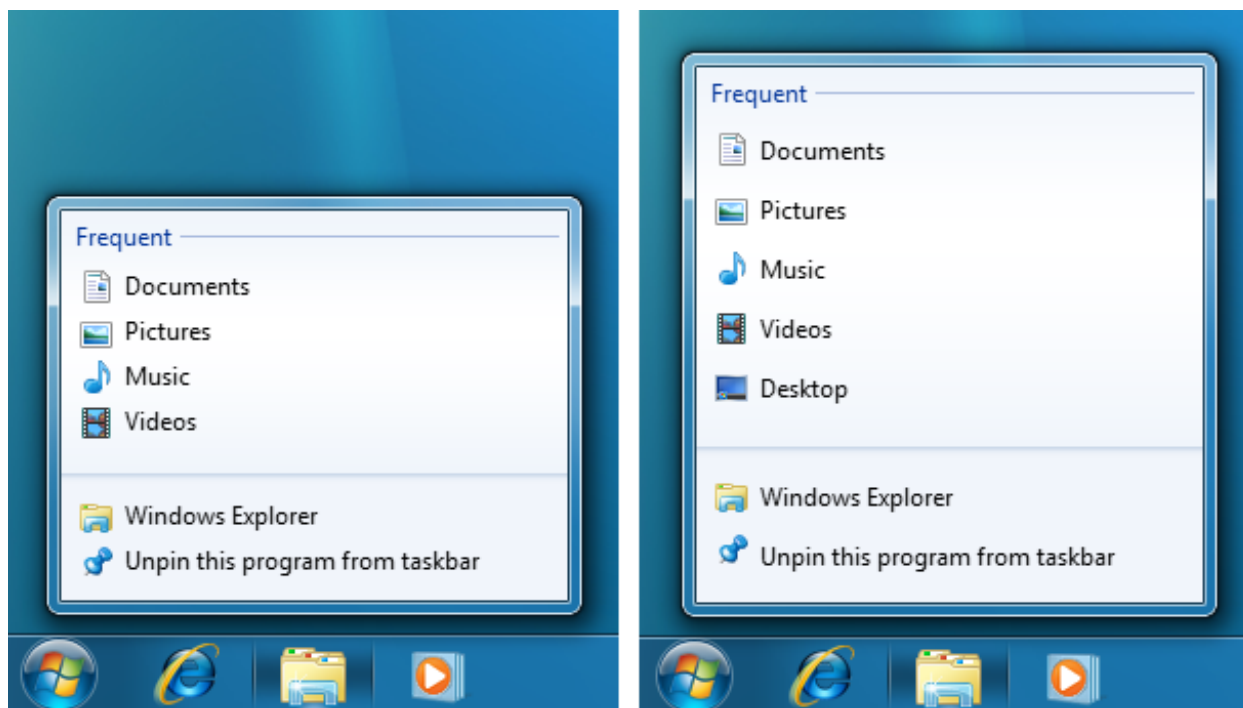 Frequent
Documents
Pictures
Music
Videos
Windows Explorer
Unpin this program from taskbar
Frequent
Documents
Pictures
Music
Videos
Desktop
Windows Explorer
Unpin this program from taskbar